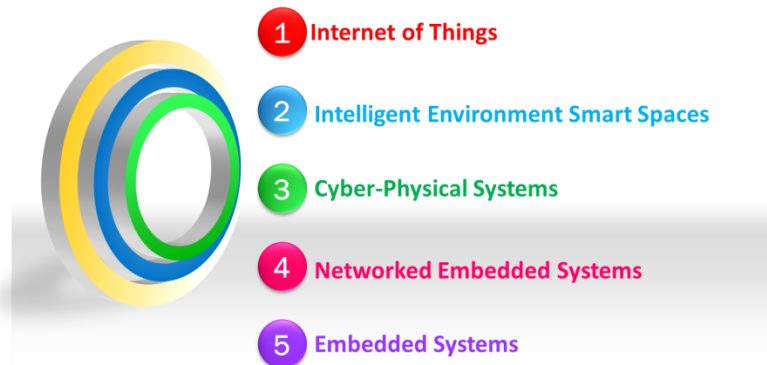 1 Internet of Things
2 Intelligent Environment Smart Spaces
3 Cyber-Physical Systems
4 Networked Embedded Systems
5 Embedded Systems